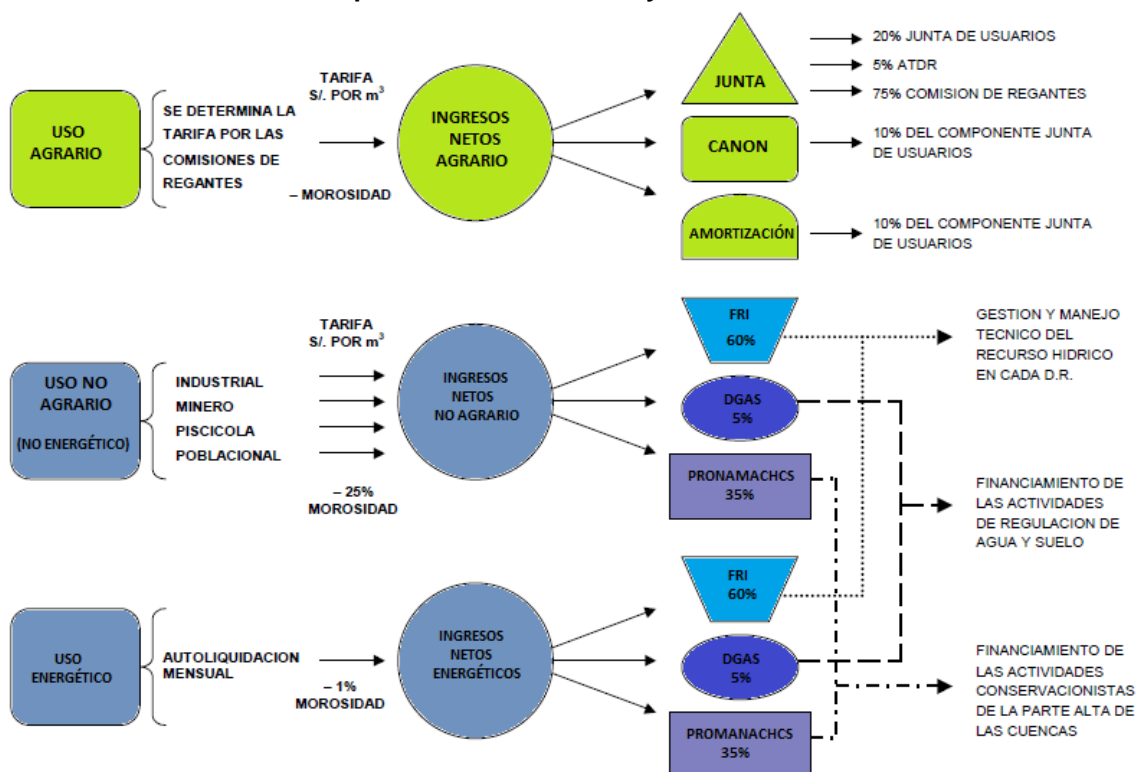 20% JUNTA DE USUARIOS
TARIFA
S/. POR m³
JUNTA
5% ATDR
75% COMISION DE REGANTES
USO
AGRARIO
SE DETERMINA LA
TARIFA POR LAS
COMISIONES DE
REGANTES
– MOROSIDAD
INGRESOS
NETOS
AGRARIO
CANON
10% DEL COMPONENTE JUNTA
DE USUARIOS
AMORTIZACIÓN
10% DEL COMPONENTE JUNTA
DE USUARIOS
TARIFA
S/. POR m³
USO NO
AGRARIO
(NO ENERGÉTICO)
INDUSTRIAL
MINERO
PISCICOLA
POBLACIONAL
– 25%
MOROSIDAD
INGRESOS
NETOS
NO AGRARIO
FRI
60%
DGAS
5%
PRONAMACHCS
35%
GESTION Y MANEJO
TECNICO DEL
RECURSO HIDRICO
EN CADA D.R.
FINANCIAMIENTO DE
LAS ACTIVIDADES
DE REGULACION DE
AGUA Y SUELO
USO
ENERGÉTICO
AUTOLIQUIDACION
MENSUAL
– 1%
MOROSIDAD
INGRESOS
NETOS
ENERGÉTICOS
FRI
60%
DGAS
5%
PROMANACHCS
35%
FINANCIAMIENTO DE
LAS ACTIVIDADES
CONSERVACIONISTAS
DE LA PARTE ALTA DE
LAS CUENCAS